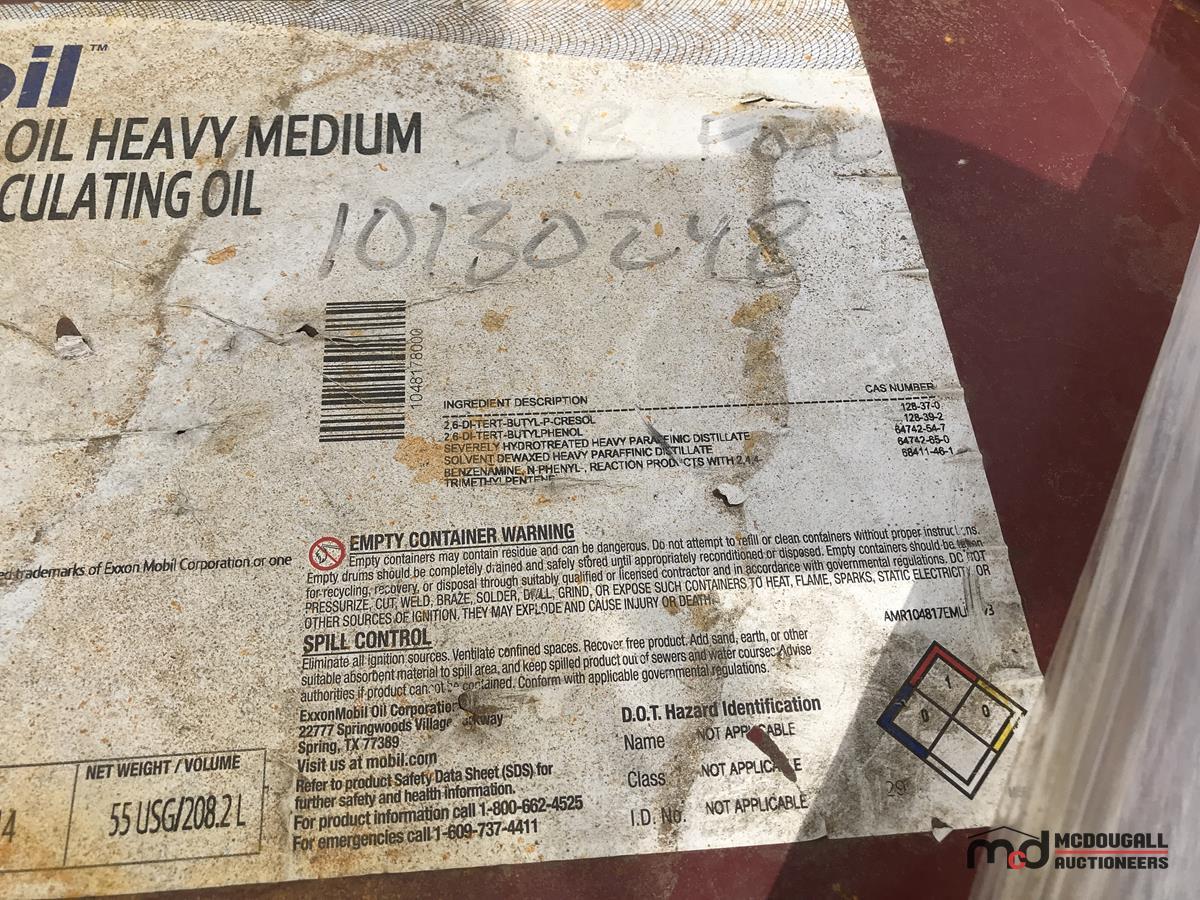 oil™
OIL HEAVY MEDIUM
CULATING OIL
SUB For
10130248
1048178000
INGREDIENT DESCRIPTION CAS NUMBER
2,6-DI-TERT-BUTYL-P-CRESOL 128-37-0
2,6-DI-TERT-BUTYLPHENOL 128-39-2
SEVERELY HYDROTREATED HEAVY PARAFFINIC DISTILLATE 64742-54-7
SOLVENT DEWAXED HEAVY PARAFFINIC DISTILLATE 64742-65-0
BENZENAMINE, N-PHENYL-, REACTION PRODUCTS WITH 2,4,4- 68411-46-1
TRIMETHYLPENTENE
EMPTY CONTAINER WARNING
Empty containers may contain residue and can be dangerous. Do not attempt to refill or clean containers without proper instructions.
Empty drums should be completely drained and safely stored until appropriately reconditioned or disposed. Empty containers should be taken
for recycling, recovery, or disposal through suitably qualified or licensed contractor and in accordance with governmental regulations. DO NOT
PRESSURIZE, CUT, WELD, BRAZE, SOLDER, DRILL, GRIND, OR EXPOSE SUCH CONTAINERS TO HEAT, FLAME, SPARKS, STATIC ELECTRICITY, OR
OTHER SOURCES OF IGNITION. THEY MAY EXPLODE AND CAUSE INJURY OR DEATH.
AMR104817EMU
SPILL CONTROL
Eliminate all ignition sources. Ventilate confined spaces. Recover free product. Add sand, earth, or other
suitable absorbent material to spill area, and keep spilled product out of sewers and water courses. Advise
authorities if product cannot be contained. Conform with applicable governmental regulations.
ed trademarks of Exxon Mobil Corporation or one
ExxonMobil Oil Corporation
22777 Springwoods Village Parkway
Spring, TX 77389
Visit us at mobil.com
Refer to product Safety Data Sheet (SDS) for
further safety and health information.
For product information call 1-800-662-4525
For emergencies call 1-609-737-4411
D.O.T. Hazard Identification
Name NOT APPLICABLE
Class NOT APPLICABLE
I.D. No. NOT APPLICABLE
1
0 0
29
NET WEIGHT / VOLUME
4 55 USG/208.2 L
mcd MCDOUGALL
AUCTIONEERS